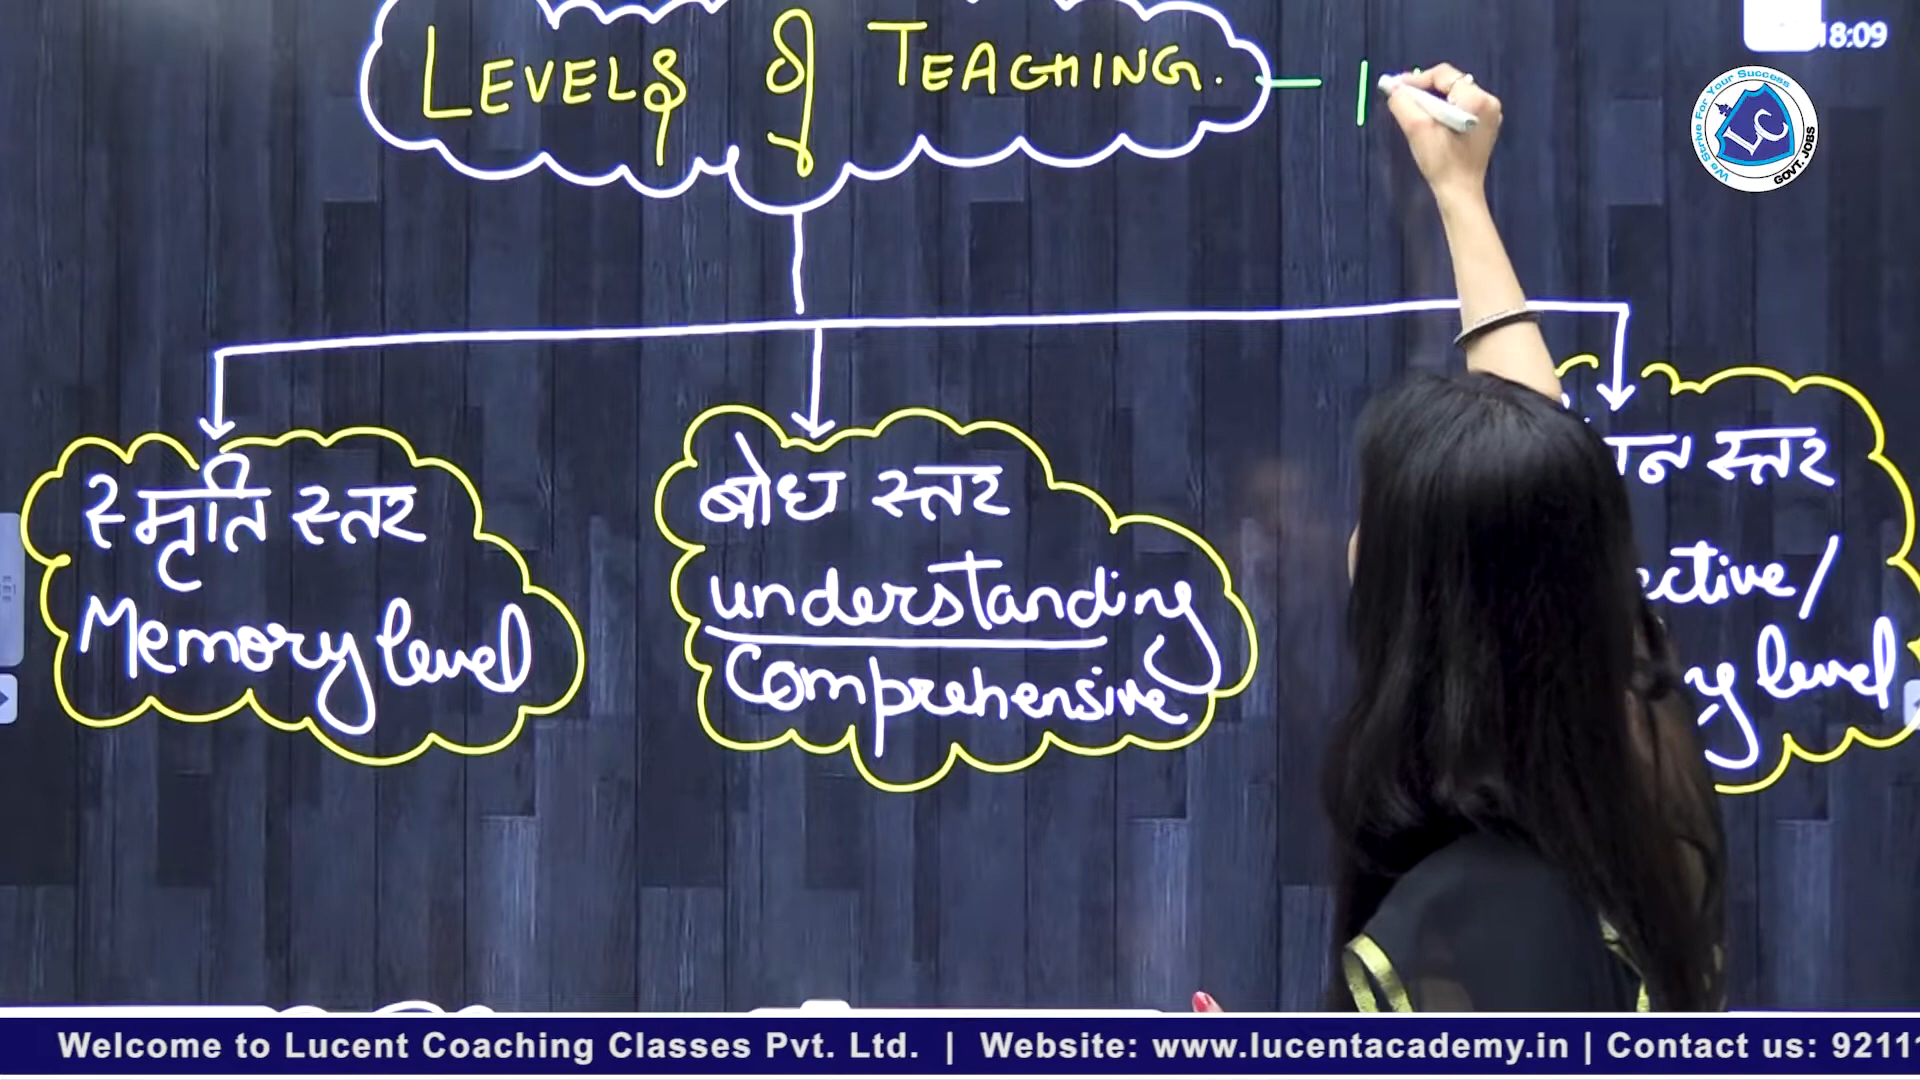 LEVELS of TEACHING.
18:09
We Strive For Your Success
LC
GOVT. JOBS
स्मृति स्तर
Memory level
बोध स्तर
understanding
Comprehensive
स्तर
level
Welcome to Lucent Coaching Classes Pvt. Ltd. | Website: www.lucentacademy.in | Contact us: 9211